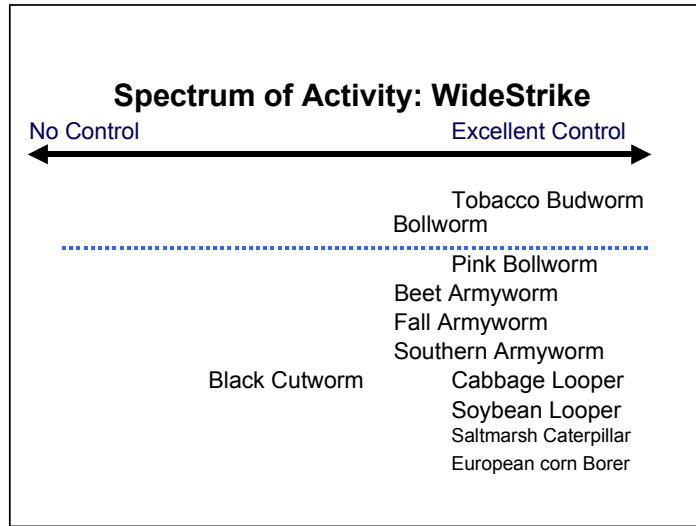 Spectrum of Activity: WideStrike
No Control Excellent Control
Tobacco Budworm
Bollworm
Pink Bollworm
Beet Armyworm
Fall Armyworm
Southern Armyworm
Black Cutworm Cabbage Looper
Soybean Looper
Saltmarsh Caterpillar
European corn Borer